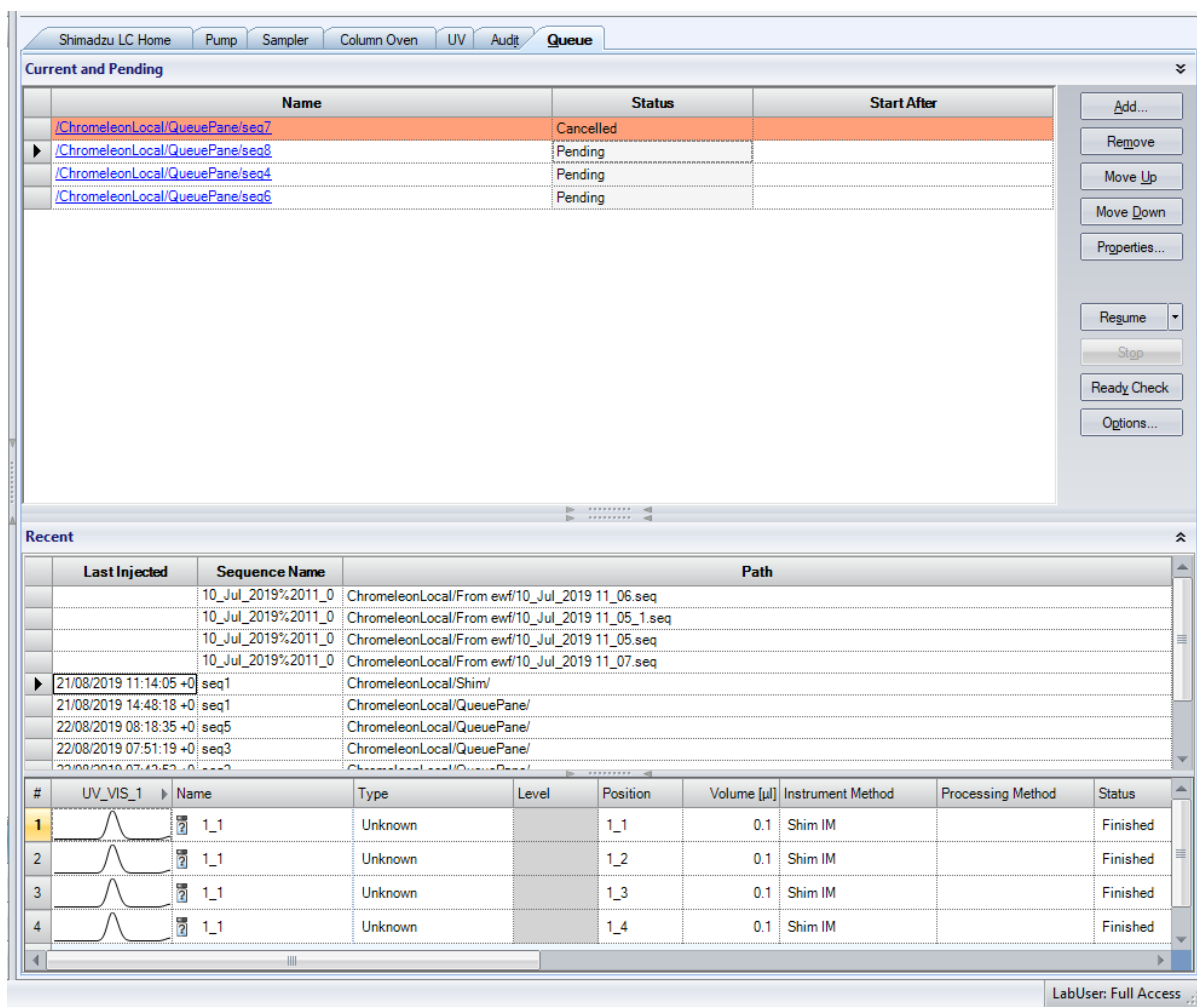 Shimadzu LC Home Pump Sampler Column Oven UV Audit Queue
Current and Pending
Name Status Start After
/ChromeleonLocal/QueuePane/seq7 Cancelled
/ChromeleonLocal/QueuePane/seq8 Pending
/ChromeleonLocal/QueuePane/seq4 Pending
/ChromeleonLocal/QueuePane/seq6 Pending
Add...
Remove
Move Up
Move Down
Properties...
Resume
Stop
Ready Check
Options...
Recent
Last Injected Sequence Name Path
10_Jul_2019%2011_0 ChromeleonLocal/From ewf/10_Jul_2019 11_06.seq
10_Jul_2019%2011_0 ChromeleonLocal/From ewf/10_Jul_2019 11_05_1.seq
10_Jul_2019%2011_0 ChromeleonLocal/From ewf/10_Jul_2019 11_05.seq
10_Jul_2019%2011_0 ChromeleonLocal/From ewf/10_Jul_2019 11_07.seq
21/08/2019 11:14:05 +0 seq1 ChromeleonLocal/Shim/
21/08/2019 14:48:18 +0 seq1 ChromeleonLocal/QueuePane/
22/08/2019 08:18:35 +0 seq5 ChromeleonLocal/QueuePane/
22/08/2019 07:51:19 +0 seq3 ChromeleonLocal/QueuePane/
# UV_VIS_1 Name Type Level Position Volume [µl] Instrument Method Processing Method Status
1 1_1 Unknown 1_1 0.1 Shim IM Finished
2 1_1 Unknown 1_2 0.1 Shim IM Finished
3 1_1 Unknown 1_3 0.1 Shim IM Finished
4 1_1 Unknown 1_4 0.1 Shim IM Finished
LabUser: Full Access